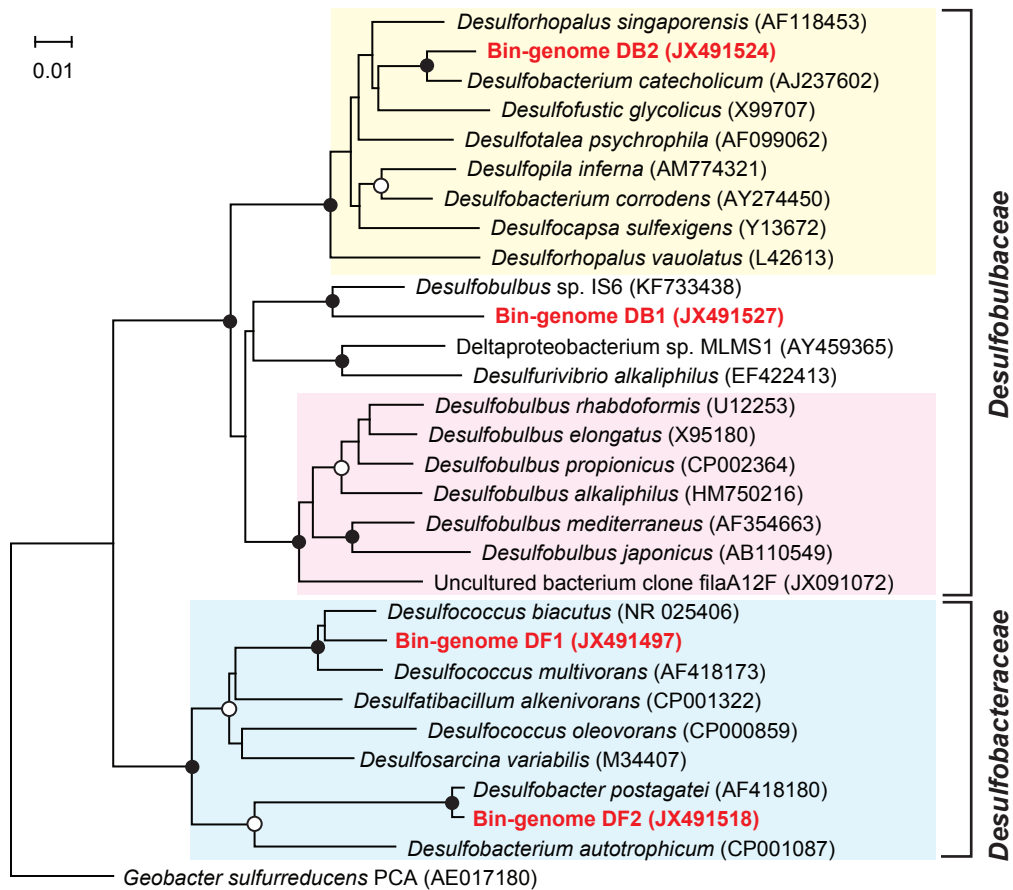 0.01
Desulforhopalus singaporensis (AF118453)
Bin-genome DB2 (JX491524)
Desulfobacterium catecholicum (AJ237602)
Desulfofustic glycolicus (X99707)
Desulfotalea psychrophila (AF099062)
Desulfopila inferna (AM774321)
Desulfobacterium corrodens (AY274450)
Desulfocapsa sulfexigens (Y13672)
Desulforhopalus vauolatus (L42613)
Desulfobulbus sp. IS6 (KF733438)
Bin-genome DB1 (JX491527)
Deltaproteobacterium sp. MLMS1 (AY459365)
Desulfurivibrio alkaliphilus (EF422413)
Desulfobulbus rhabdoformis (U12253)
Desulfobulbus elongatus (X95180)
Desulfobulbus propionicus (CP002364)
Desulfobulbus alkaliphilus (HM750216)
Desulfobulbus mediterraneus (AF354663)
Desulfobulbus japonicus (AB110549)
Uncultured bacterium clone filaA12F (JX091072)
Desulfobulbaceae
Desulfococcus biacutus (NR 025406)
Bin-genome DF1 (JX491497)
Desulfococcus multivorans (AF418173)
Desulfatibacillum alkenivorans (CP001322)
Desulfococcus oleovorans (CP000859)
Desulfosarcina variabilis (M34407)
Desulfobacter postagatei (AF418180)
Bin-genome DF2 (JX491518)
Desulfobacterium autotrophicum (CP001087)
Desulfobacteraceae
Geobacter sulfurreducens PCA (AE017180)